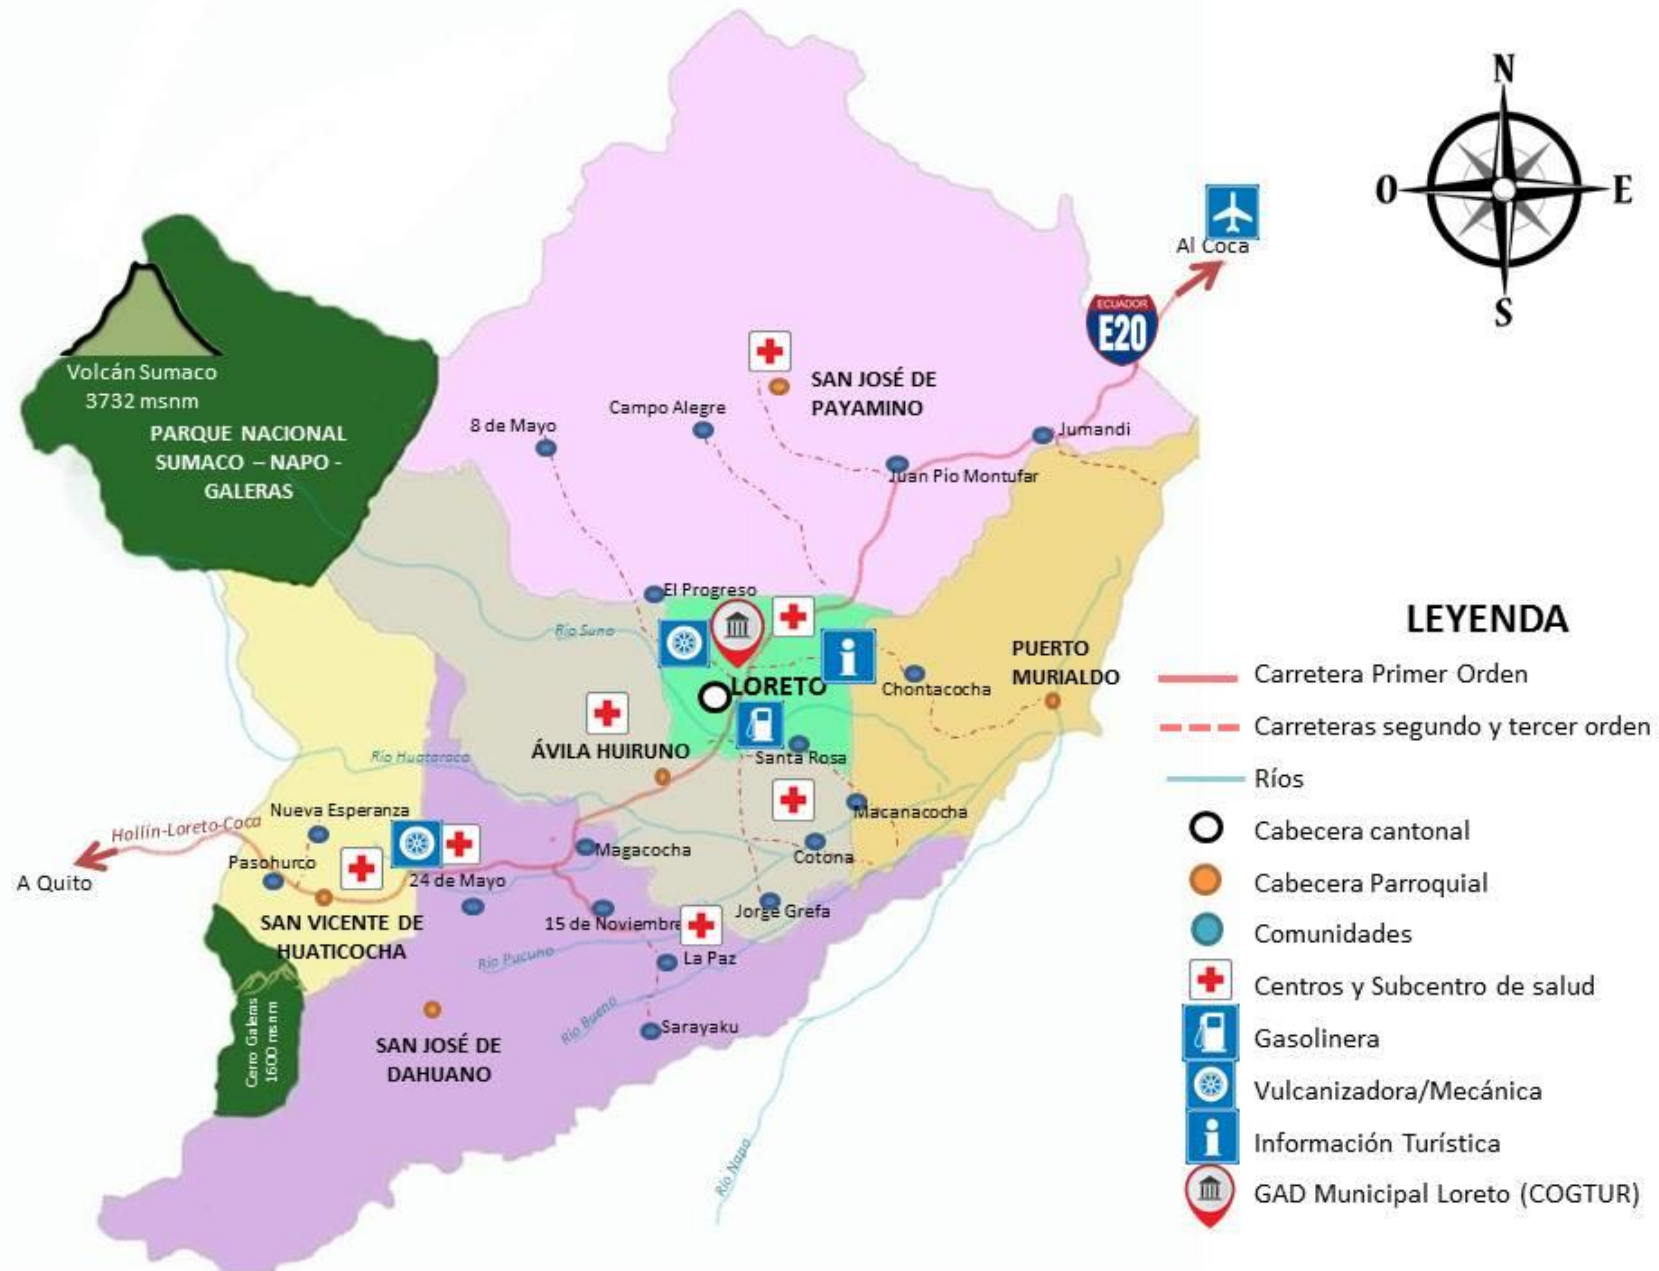 N
O
E
S
Al Coca
ECUADOR
E20
Volcán Sumaco
3732 msnm
PARQUE NACIONAL
SUMACO – NAPO -
GALERAS
SAN JOSÉ DE
PAYAMINO
Campo Alegre
8 de Mayo
Jumandi
Juan Pío Montufar
El Progreso
Río Suno
LORETO
Chontacocha
PUERTO
MURIALDO
ÁVILA HUIRUNO
Santa Rosa
Río Huataraco
Nueva Esperanza
Macanacocha
Hollín-Loreto-Coca
A Quito
Pasohurco
Magacocha
Cotona
24 de Mayo
SAN VICENTE DE
HUATICOCHA
15 de Noviembre
Jorge Grefa
Río Pucuno
La Paz
Río Bueno
Sarayaku
Cerro Galeras
1600 msnm
SAN JOSÉ DE
DAHUANO
Río Napo
LEYENDA
Carretera Primer Orden
Carreteras segundo y tercer orden
Ríos
Cabecera cantonal
Cabecera Parroquial
Comunidades
Centros y Subcentro de salud
Gasolinera
Vulcanizadora/Mecánica
Información Turística
GAD Municipal Loreto (COGTUR)